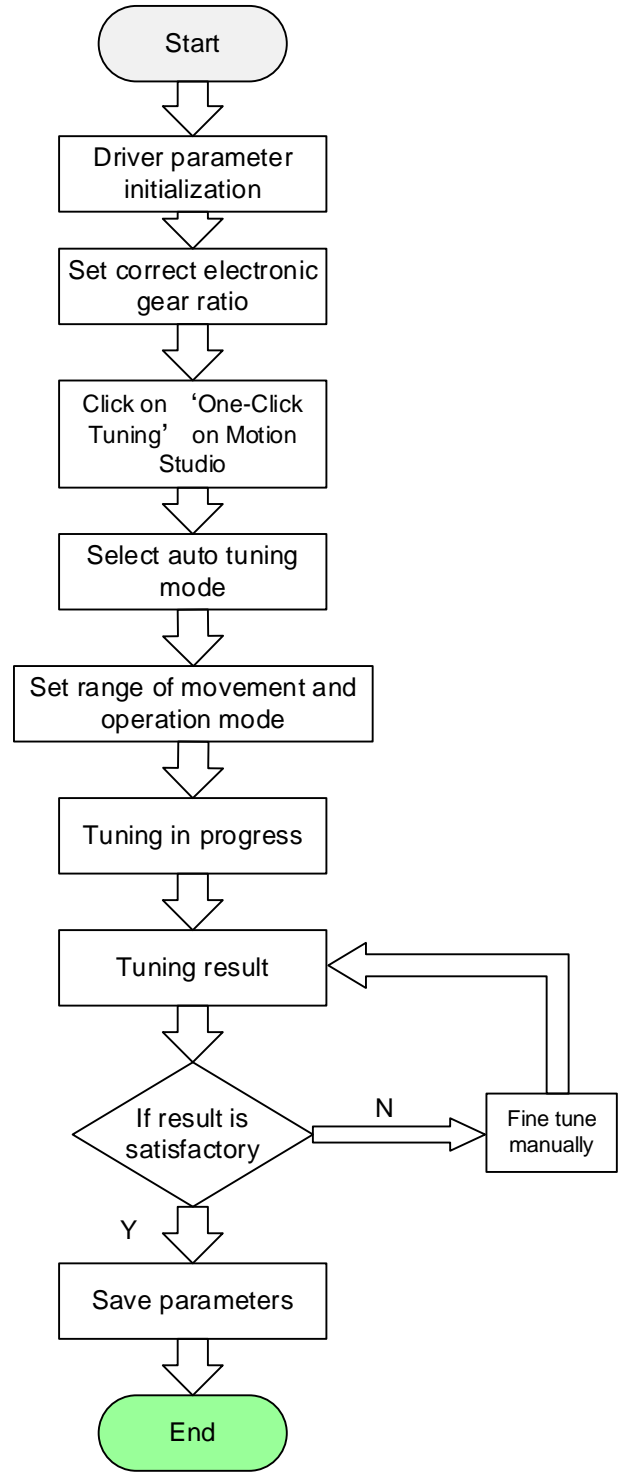 Start
Driver parameter
initialization
Set correct electronic
gear ratio
Click on ‘One-Click
Tuning’ on Motion
Studio
Select auto tuning
mode
Set range of movement and
operation mode
Tuning in progress
Tuning result
If result is
satisfactory
N
Fine tune
manually
Y
Save parameters
End